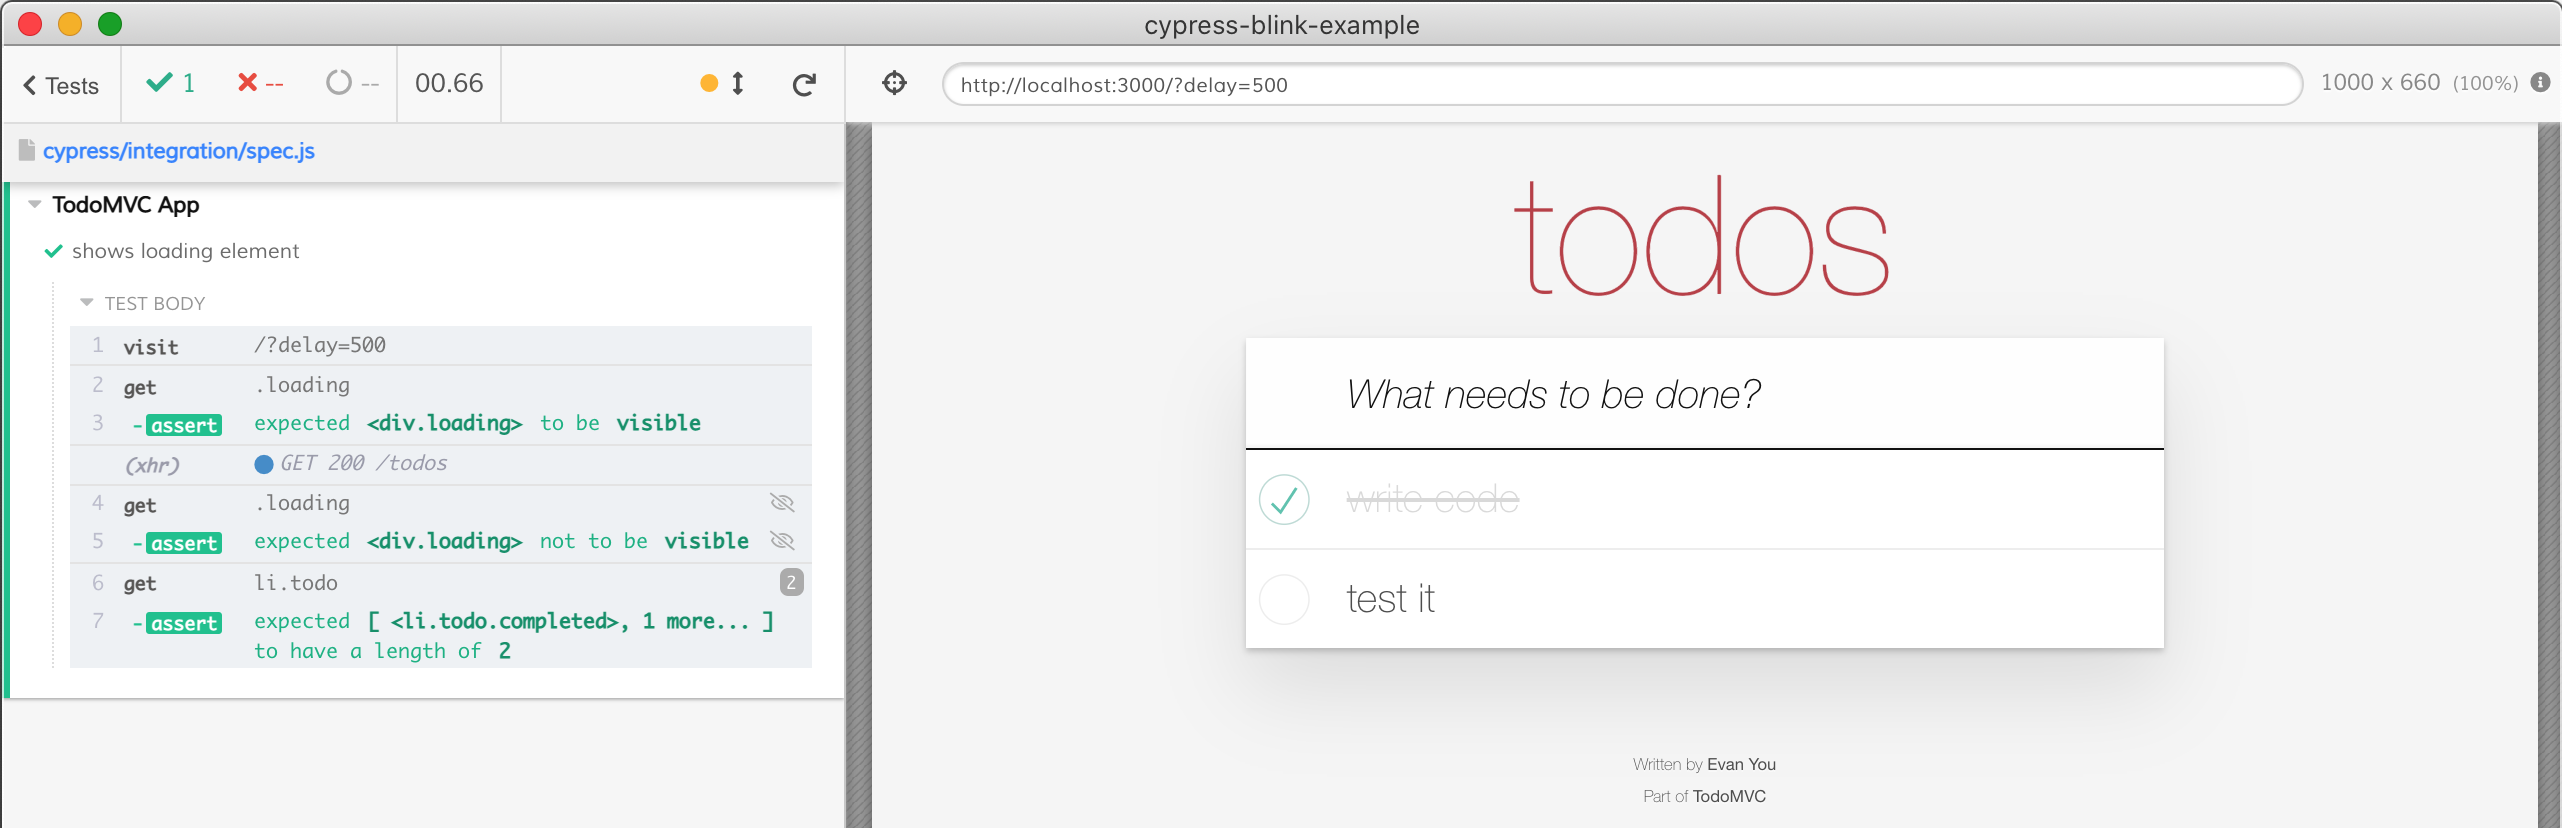 cypress-blink-example
Tests 1 -- -- 00.66
http://localhost:3000/?delay=500 1000 x 660 (100%)
cypress/integration/spec.js
TodoMVC App
shows loading element
TEST BODY
1 visit /?delay=500
2 get .loading
3 -assert expected <div.loading> to be visible
(xhr) GET 200 /todos
4 get .loading
5 -assert expected <div.loading> not to be visible
6 get li.todo 2
7 -assert expected [ <li.todo.completed>, 1 more... ]
to have a length of 2
todos
What needs to be done?
write code
test it
Written by Evan You
Part of TodoMVC